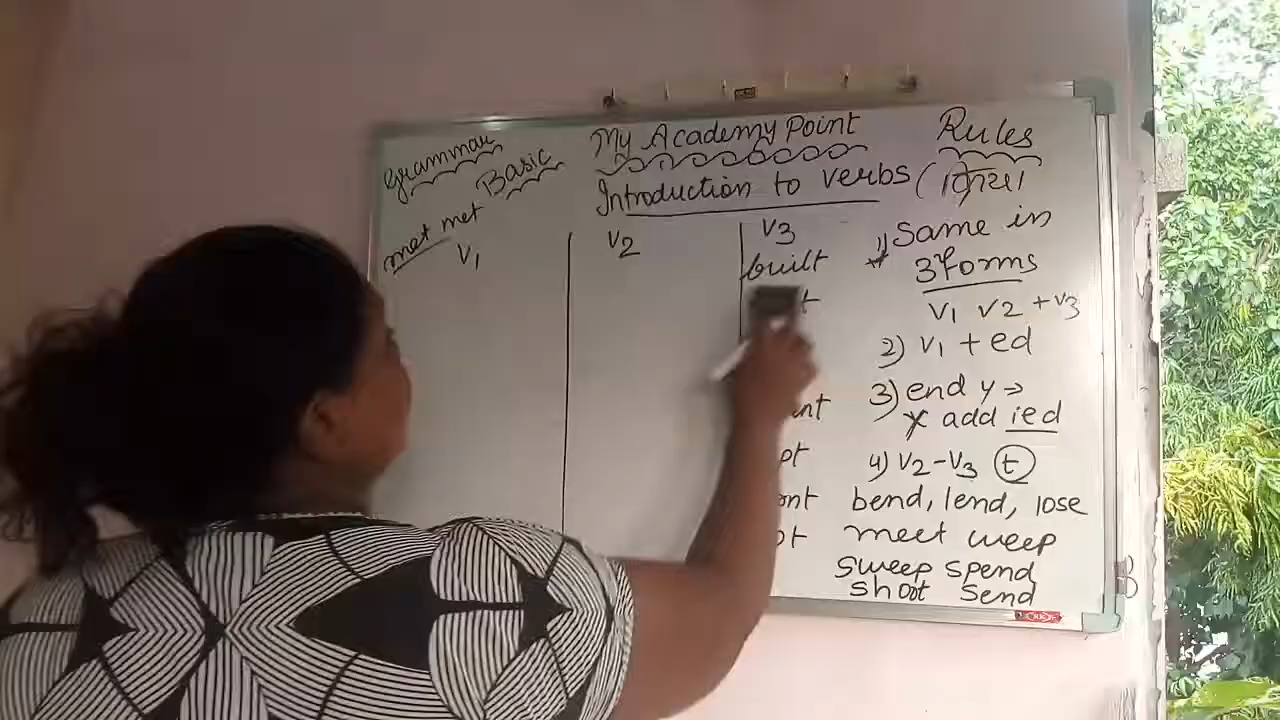 Grammar
Basic
My Academy Point
Introduction to verbs (क्रिया)
Rules
met met
V1
V2
V3
built
1) Same in
3 Forms
V1 V2 + V3
2) V1 + ed
3) end y ⇒
add ied
4) V2 - V3 t
bend, lend, lose
meet weep
sweep spend
shoot send